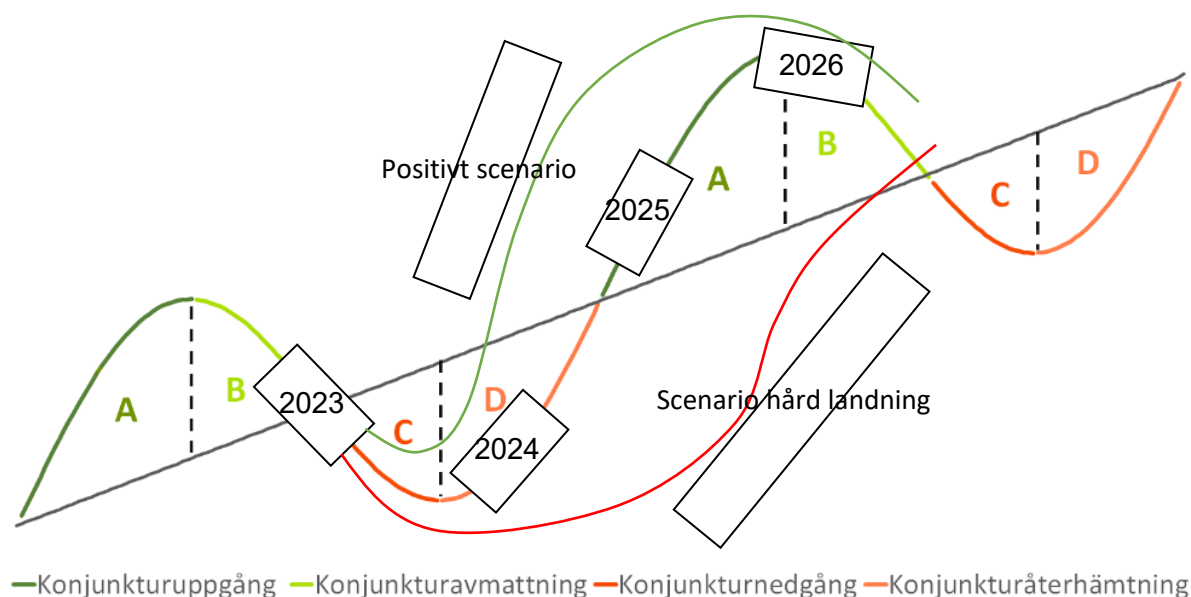 2026
B
D
Positivt scenario
A
C
2025
A
B
2023
C
D
2024
Scenario hård landning
Konjunkturuppgång Konjunkturavmattning Konjunkturnedgång Konjunkturåterhämtning